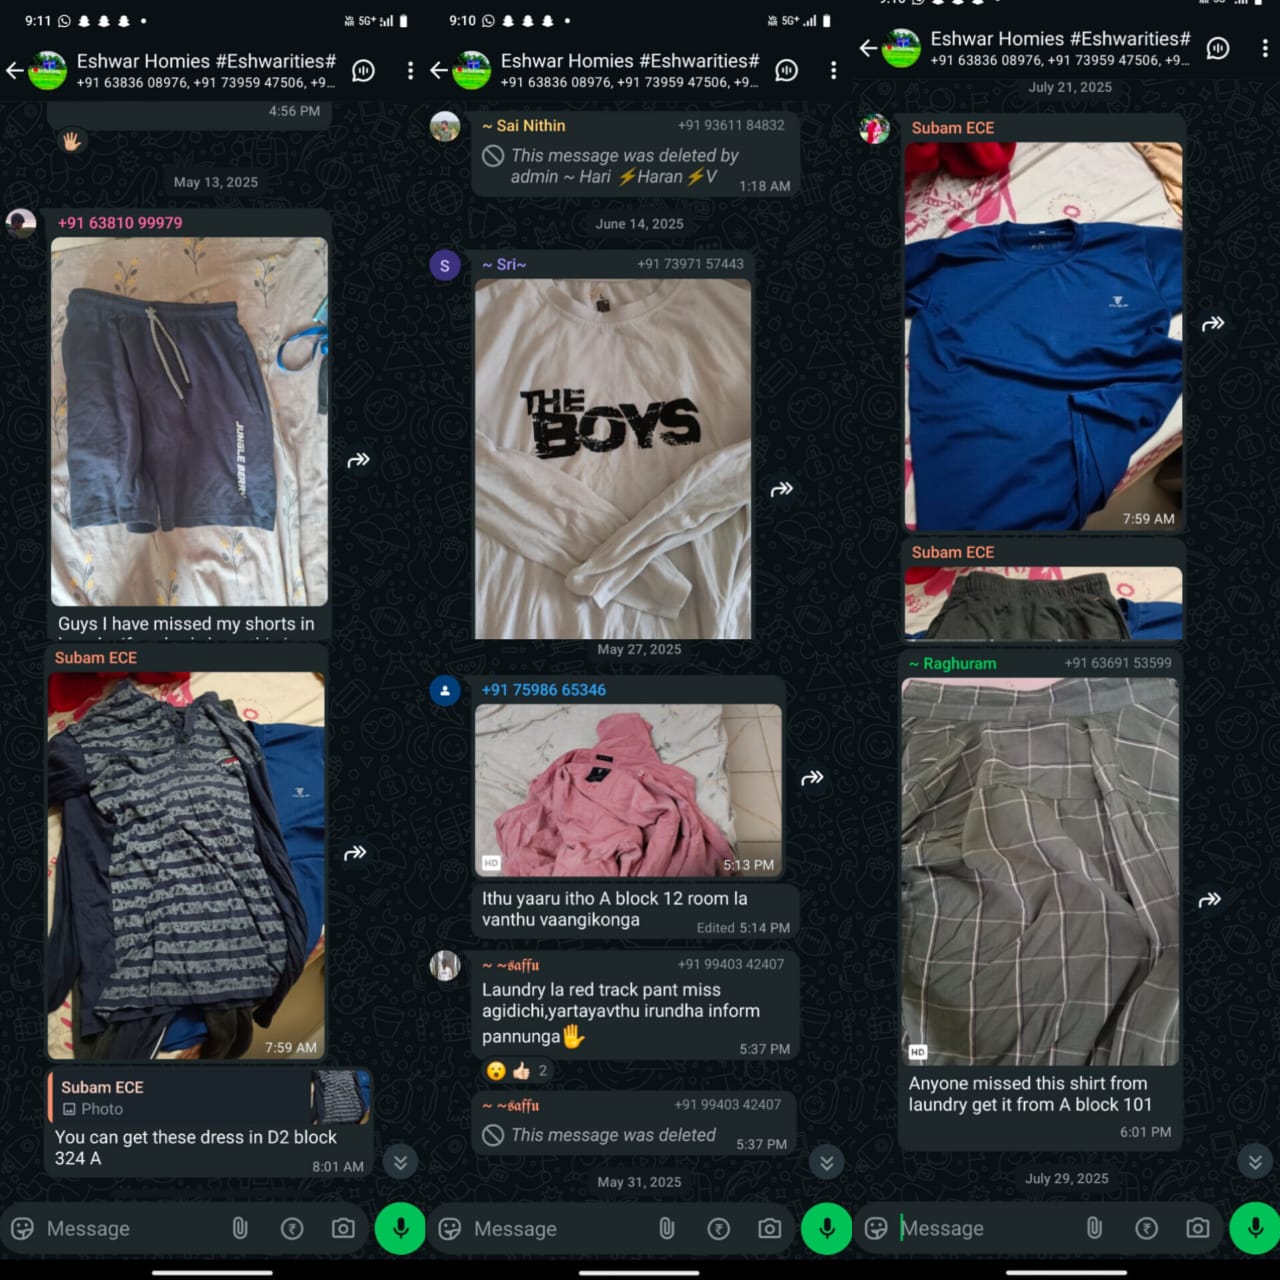 9:11
5G+
Eshwar Homies #Eshwarities#
+91 63836 08976, +91 73959 47506, +9...
4:56 PM
May 13, 2025
+91 63810 99979
JUNGLE BERRY
Guys I have missed my shorts in
Subam ECE
7:59 AM
Subam ECE
Photo
You can get these dress in D2 block
324 A
8:01 AM
Message
9:10
5G+
Eshwar Homies #Eshwarities#
+91 63836 08976, +91 73959 47506, +9...
~ Sai Nithin
+91 93611 84832
This message was deleted by
admin ~ Hari ⚡Haran ⚡V
1:18 AM
June 14, 2025
S
~ Sri~
+91 73971 57443
THE
BOYS
May 27, 2025
+91 75986 65346
HD
5:13 PM
Ithu yaaru itho A block 12 room la
vanthu vaangikonga
Edited 5:14 PM
~ ~saffu
+91 99403 42407
Laundry la red track pant miss
agidichi,yartayavthu irundha inform
pannunga🖐
5:37 PM
2
~ ~saffu
+91 99403 42407
This message was deleted
5:37 PM
May 31, 2025
Message
Eshwar Homies #Eshwarities#
+91 63836 08976, +91 73959 47506, +9...
July 21, 2025
Subam ECE
7:59 AM
Subam ECE
~ Raghuram
+91 63691 53599
HD
Anyone missed this shirt from
laundry get it from A block 101
6:01 PM
July 29, 2025
Message